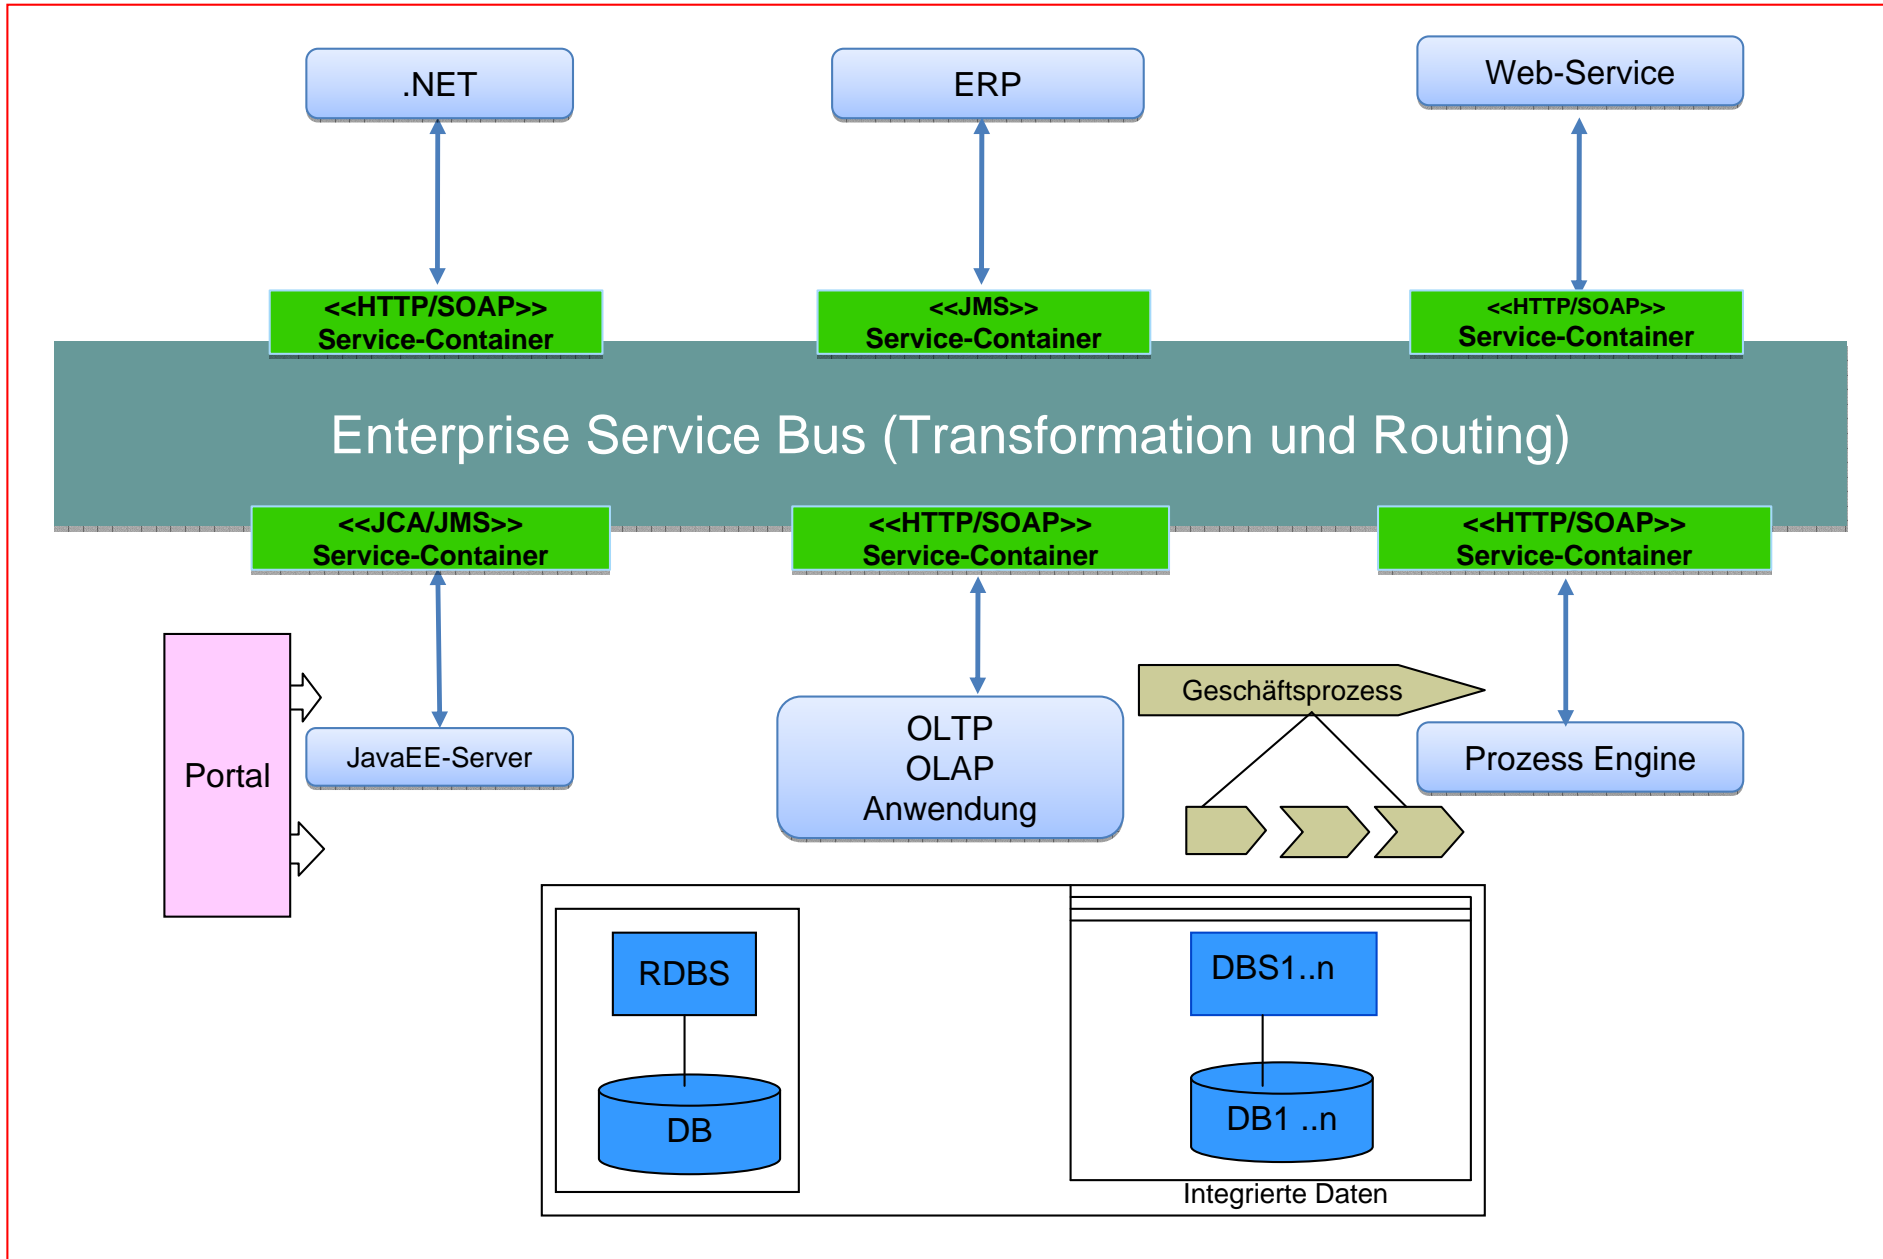 .NET
ERP
Web-Service
<<HTTP/SOAP>>
Service-Container
<<JMS>>
Service-Container
<<HTTP/SOAP>>
Service-Container
Enterprise Service Bus (Transformation und Routing)
<<JCA/JMS>>
Service-Container
<<HTTP/SOAP>>
Service-Container
<<HTTP/SOAP>>
Service-Container
Portal
JavaEE-Server
OLTP
OLAP
Anwendung
Geschäftsprozess
Prozess Engine
RDBS
DB
DBS1..n
DB1 ..n
Integrierte Daten